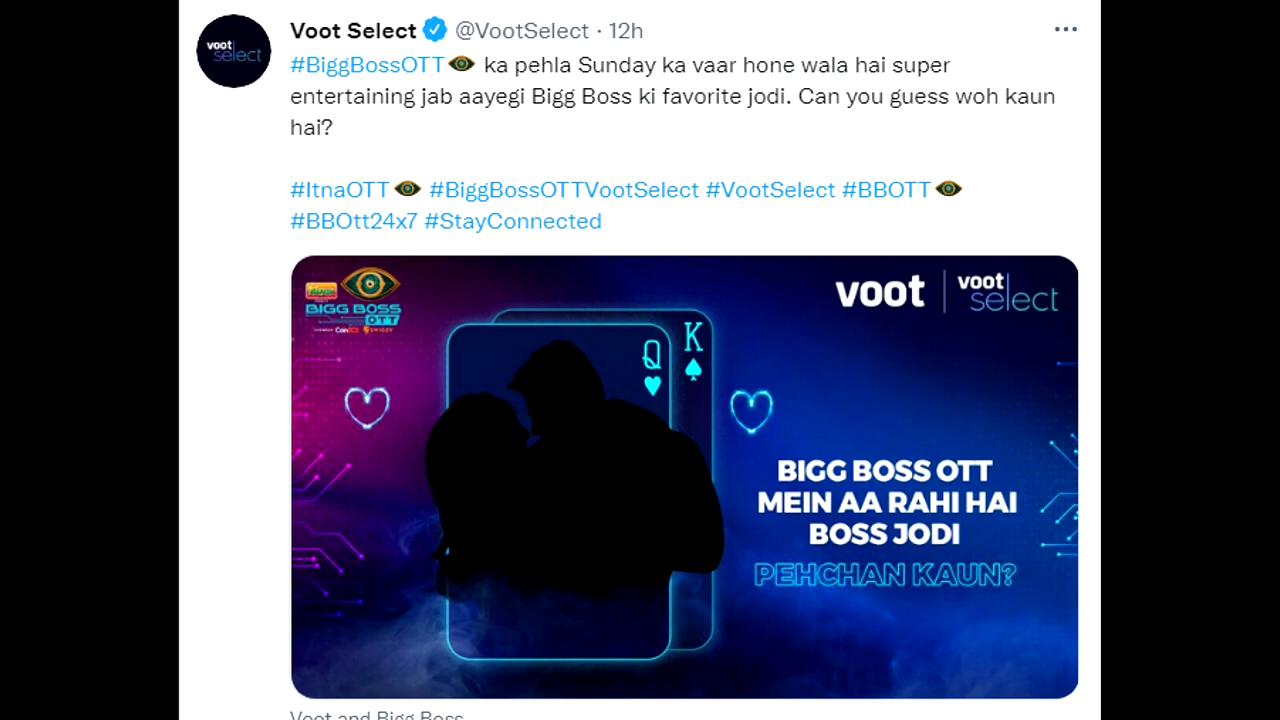 voot
select
Voot Select @VootSelect · 12h
#BiggBossOTT ka pehla Sunday ka vaar hone wala hai super
entertaining jab aayegi Bigg Boss ki favorite jodi. Can you guess woh kaun
hai?
#ItnaOTT #BiggBossOTTVootSelect #VootSelect #BBOTT
#BBOtt24x7 #StayConnected
BIGG BOSS
OTT
voot
voot
select
Q
K
BIGG BOSS OTT
MEIN AA RAHI HAI
BOSS JODI
PEHCHAN KAUN?
Voot and Bigg Boss